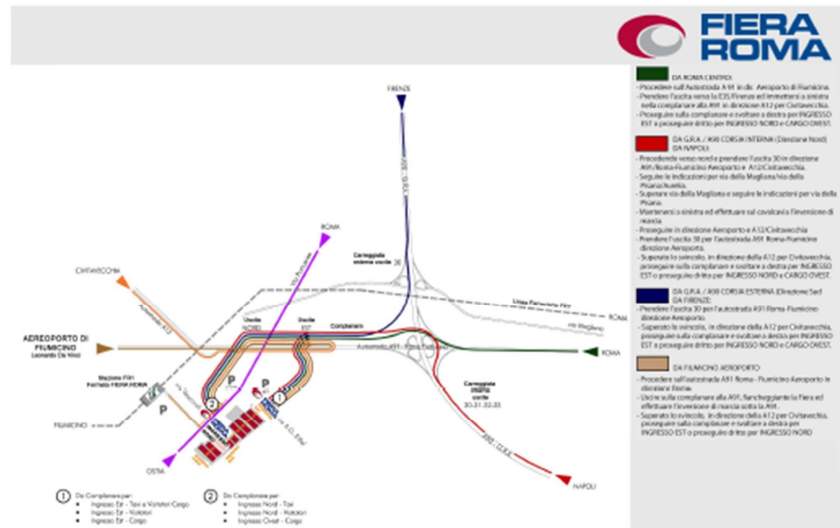 FIERA
ROMA
DA ROMA CENTRO:
- Procedere sull'Autostrada A 91 in dir. Aeroporto di Fiumicino.
- Prendere l'uscita verso la E35/Firenze ed immettersi a sinistra
nella complanare alla A91 in direzione A12 per Civitavecchia.
- Proseguire sulla complanare e svoltare a destra per INGRESSO
EST o proseguire dritto per INGRESSO NORD e CARGO OVEST.
DA G.R.A. / A90 CORSIA INTERNA (Direzione Nord)
DA NAPOLI:
- Procedendo verso nord e prendere l'uscita 30 in direzione
A91/Roma-Fiumicino Aeroporto e A12/Civitavecchia.
- Seguire le indicazioni per via della Magliana/via della
- Superare via della Magliana e seguire le indicazioni per via della
Pisana.
- Mantenersi a sinistra ed effettuare sul cavalcavia l'inversione di
marcia
- Proseguire in direzione Aeroporto e A12/Civitavecchia
- Prendere l'uscita 30 per l'autostrada A91 Roma-Fiumicino
direzione Aeroporto.
- Superato lo svincolo, in direzione della A12 per Civitavecchia,
proseguire sulla complanare e svoltare a destra per INGRESSO
EST o proseguire dritto per INGRESSO NORD e CARGO OVEST.
DA G.R.A. / A90 CORSIA ESTERNA (Direzione Sud)
DA FIRENZE:
- Prendere l'uscita 30 per l'autostrada A91 Roma-Fiumicino
direzione Aeroporto.
- Superato lo svincolo, in direzione della A12 per Civitavecchia,
proseguire sulla complanare e svoltare a destra per INGRESSO
EST o proseguire dritto per INGRESSO NORD e CARGO OVEST.
DA FIUMICINO AEROPORTO
- Procedere sull'autostrada A91 Roma - Fiumicino Aeroporto in
direzione Roma.
- Uscire sulla complanare alla A91, fiancheggiante la Fiera ed
effettuare l'inversione di marcia sotto la A91.
- Superato lo svincolo, in direzione della A12 per Civitavecchia,
proseguire sulla complanare e svoltare a destra per INGRESSO
EST o proseguire dritto per INGRESSO NORD
FIRENZE
A90 - G.R.A.
ROMA
Via Portuense
Carreggiata
esterna uscita 30
CIVITAVECCHIA
Autostrada A12
Linea Ferroviaria FR1
ROMA
via Magliana
Uscita
NORD
Uscita
EST
Complanare
AEREOPORTO DI
FIUMICINO
Leonardo Da Vinci
Autostrada A91 - Roma
ROMA
Stazione FR1
Fermata FIERA ROMA
P
P
P
Carreggiata
interna
uscite
30-31-32-33
1
2
FIUMICINO
A90 - G.R.A.
OSTIA
NAPOLI
1 Da Complanare per:
• Ingresso Est - Taxi e Visitatori Cargo
• Ingresso Est - Visitatori
• Ingresso Est - Cargo
2 Da Complanare per:
• Ingresso Nord - Taxi
• Ingresso Nord - Visitatori
• Ingresso Ovest - Cargo